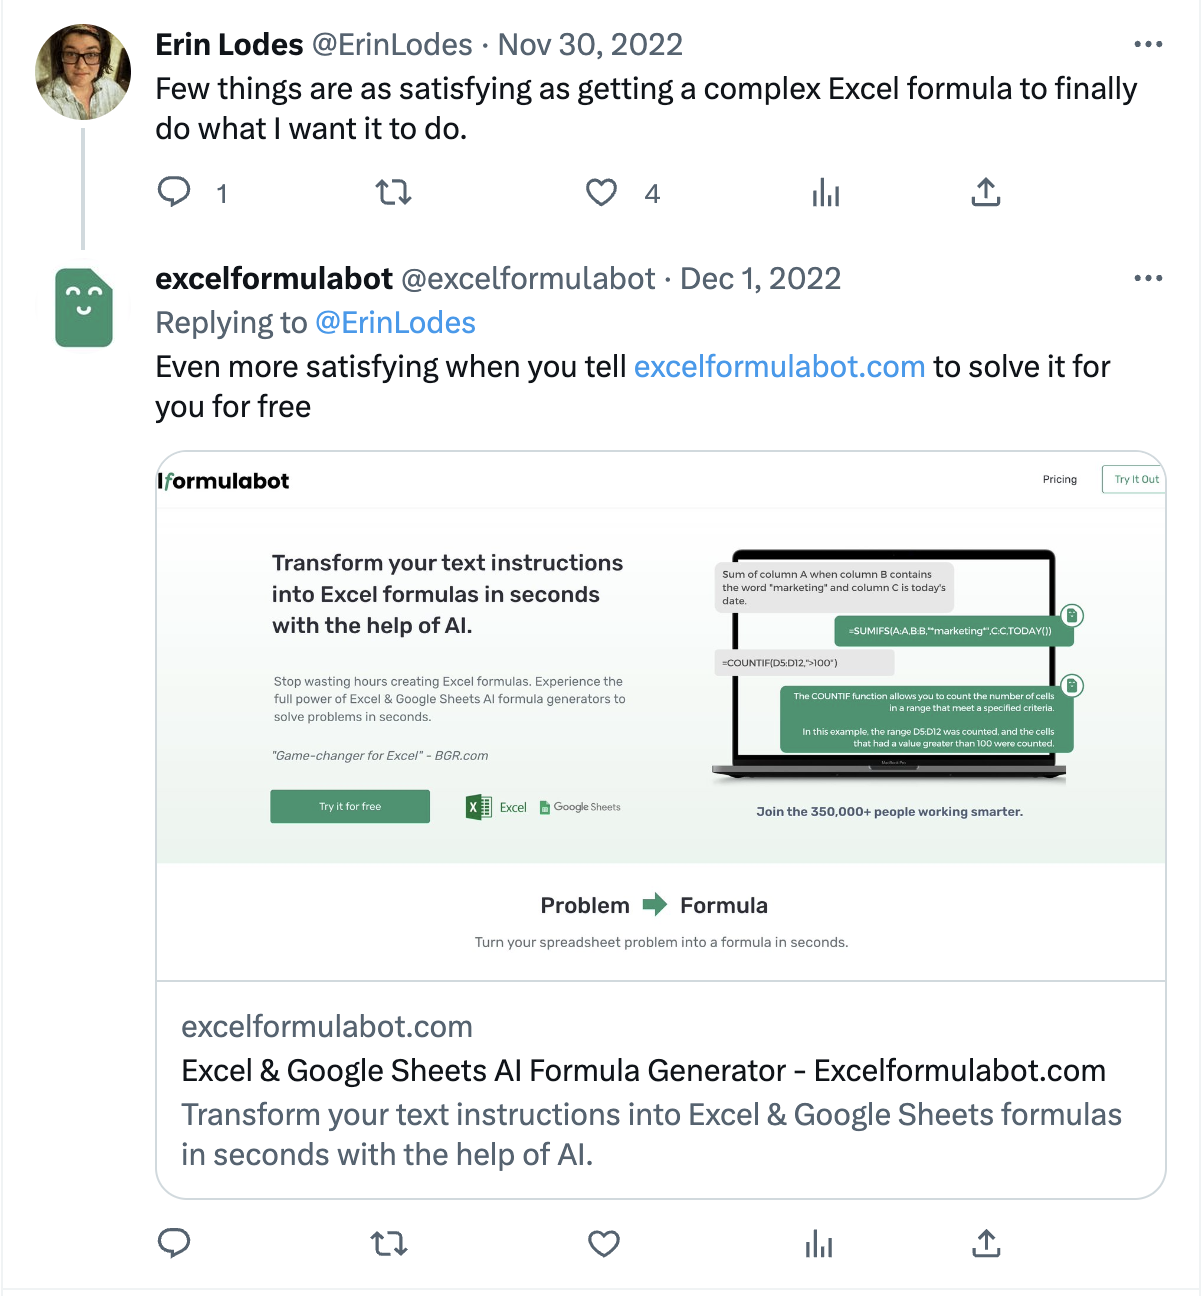 Erin Lodes @ErinLodes · Nov 30, 2022
Few things are as satisfying as getting a complex Excel formula to finally
do what I want it to do.
1
4
excelformulabot @excelformulabot · Dec 1, 2022
Replying to @ErinLodes
Even more satisfying when you tell excelformulabot.com to solve it for
you for free
lformulabot
Pricing
Try It Out
Transform your text instructions
into Excel formulas in seconds
with the help of AI.
Stop wasting hours creating Excel formulas. Experience the
full power of Excel & Google Sheets AI formula generators to
solve problems in seconds.
"Game-changer for Excel" - BGR.com
Try it for free
X Excel
Google Sheets
Sum of column A when column B contains
the word "marketing" and column C is today's
date.
=SUMIFS(A:A,B:B,"*marketing*",C:C,TODAY())
=COUNTIF(D5:D12,">100")
The COUNTIF function allows you to count the number of cells
in a range that meet a specified criteria.
In this example, the range D5:D12 was counted, and the cells
that had a value greater than 100 were counted.
MacBook Pro
Join the 350,000+ people working smarter.
Problem Formula
Turn your spreadsheet problem into a formula in seconds.
excelformulabot.com
Excel & Google Sheets AI Formula Generator - Excelformulabot.com
Transform your text instructions into Excel & Google Sheets formulas
in seconds with the help of AI.